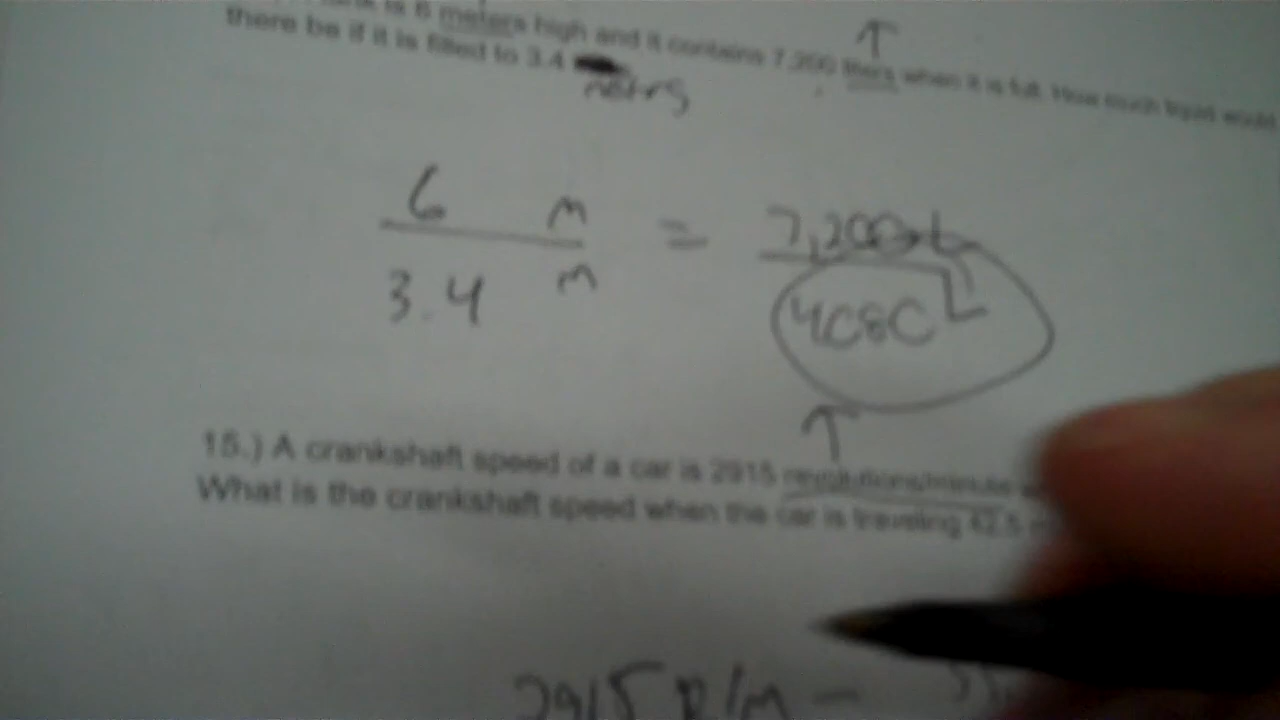 is 6 meters high and it contains 7,200 liters when it is full. How much liquid would
there be if it is filled to 3.4
6 m = 7,200 L
3.4 m 4080 L
15.) A crankshaft speed of a car is 2915 revolutions/minute
What is the crankshaft speed when the car is traveling 42.5
2915 R/M